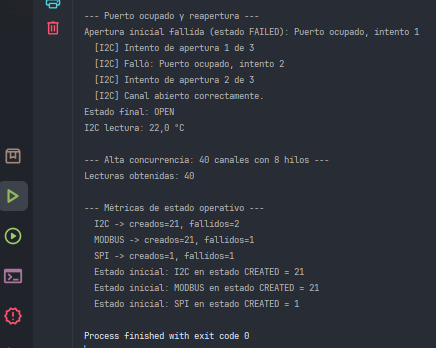 --- Puerto ocupado y reapertura ---
Apertura inicial fallida (estado FAILED): Puerto ocupado, intento 1
[I2C] Intento de apertura 1 de 3
[I2C] Falló: Puerto ocupado, intento 2
[I2C] Intento de apertura 2 de 3
[I2C] Canal abierto correctamente.
Estado final: OPEN
I2C lectura: 22,0 °C
--- Alta concurrencia: 40 canales con 8 hilos ---
Lecturas obtenidas: 40
--- Métricas de estado operativo ---
I2C -> creados=21, fallidos=2
MODBUS -> creados=21, fallidos=1
SPI -> creados=1, fallidos=1
Estado inicial: I2C en estado CREATED = 21
Estado inicial: MODBUS en estado CREATED = 21
Estado inicial: SPI en estado CREATED = 1
Process finished with exit code 0